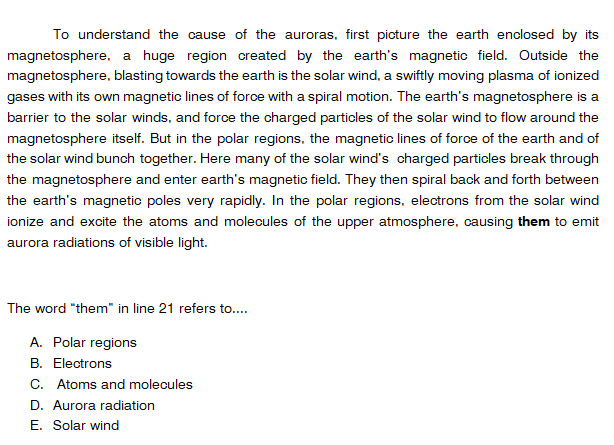 To understand the cause of the auroras, first picture the earth enclosed by its
magnetosphere, a huge region created by the earth's magnetic field. Outside the
magnetosphere, blasting towards the earth is the solar wind, a swiftly moving plasma of ionized
gases with its own magnetic lines of force with a spiral motion. The earth's magnetosphere is a
barrier to the solar winds, and force the charged particles of the solar wind to flow around the
magnetosphere itself. But in the polar regions, the magnetic lines of force of the earth and of
the solar wind bunch together. Here many of the solar wind's charged particles break through
the magnetosphere and enter earth's magnetic field. They then spiral back and forth between
the earth's magnetic poles very rapidly. In the polar regions, electrons from the solar wind
ionize and excite the atoms and molecules of the upper atmosphere, causing them to emit
aurora radiations of visible light.
The word "them" in line 21 refers to....
A. Polar regions
B. Electrons
C. Atoms and molecules
D. Aurora radiation
E. Solar wind